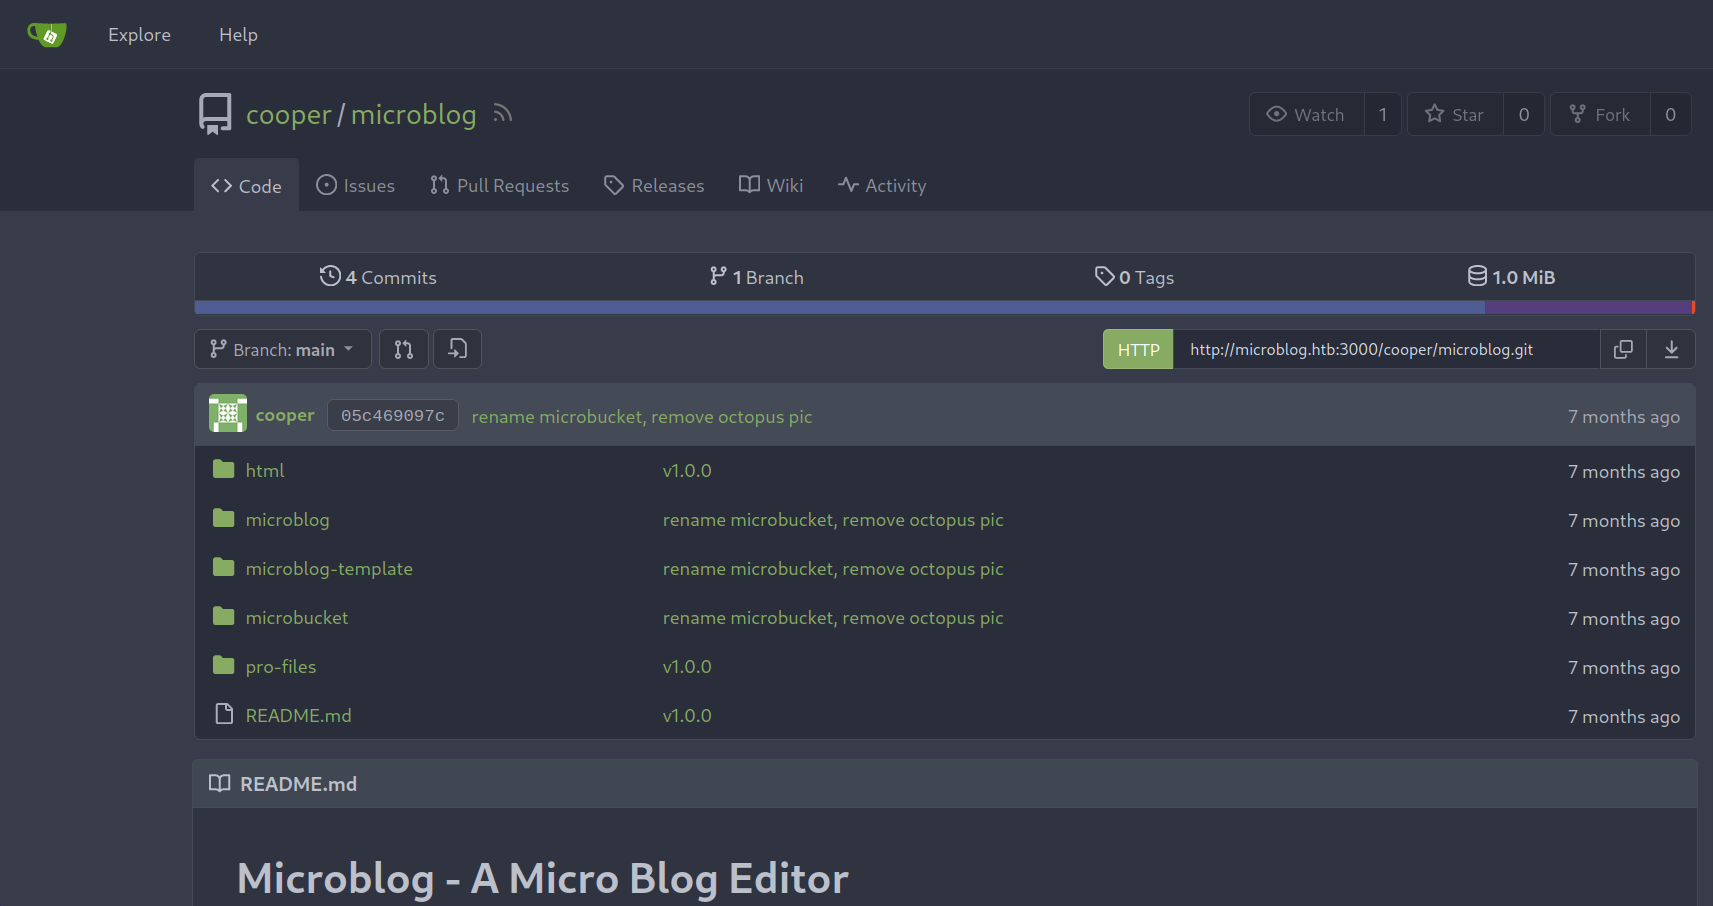 Explore Help
cooper / microblog Watch 1 Star 0 Fork 0
Code Issues Pull Requests Releases Wiki Activity
4 Commits 1 Branch 0 Tags 1.0 MiB
Branch: main HTTP http://microblog.htb:3000/cooper/microblog.git
cooper 05c469097c rename microbucket, remove octopus pic 7 months ago
html v1.0.0 7 months ago
microblog rename microbucket, remove octopus pic 7 months ago
microblog-template rename microbucket, remove octopus pic 7 months ago
microbucket rename microbucket, remove octopus pic 7 months ago
pro-files v1.0.0 7 months ago
README.md v1.0.0 7 months ago
README.md
Microblog - A Micro Blog Editor